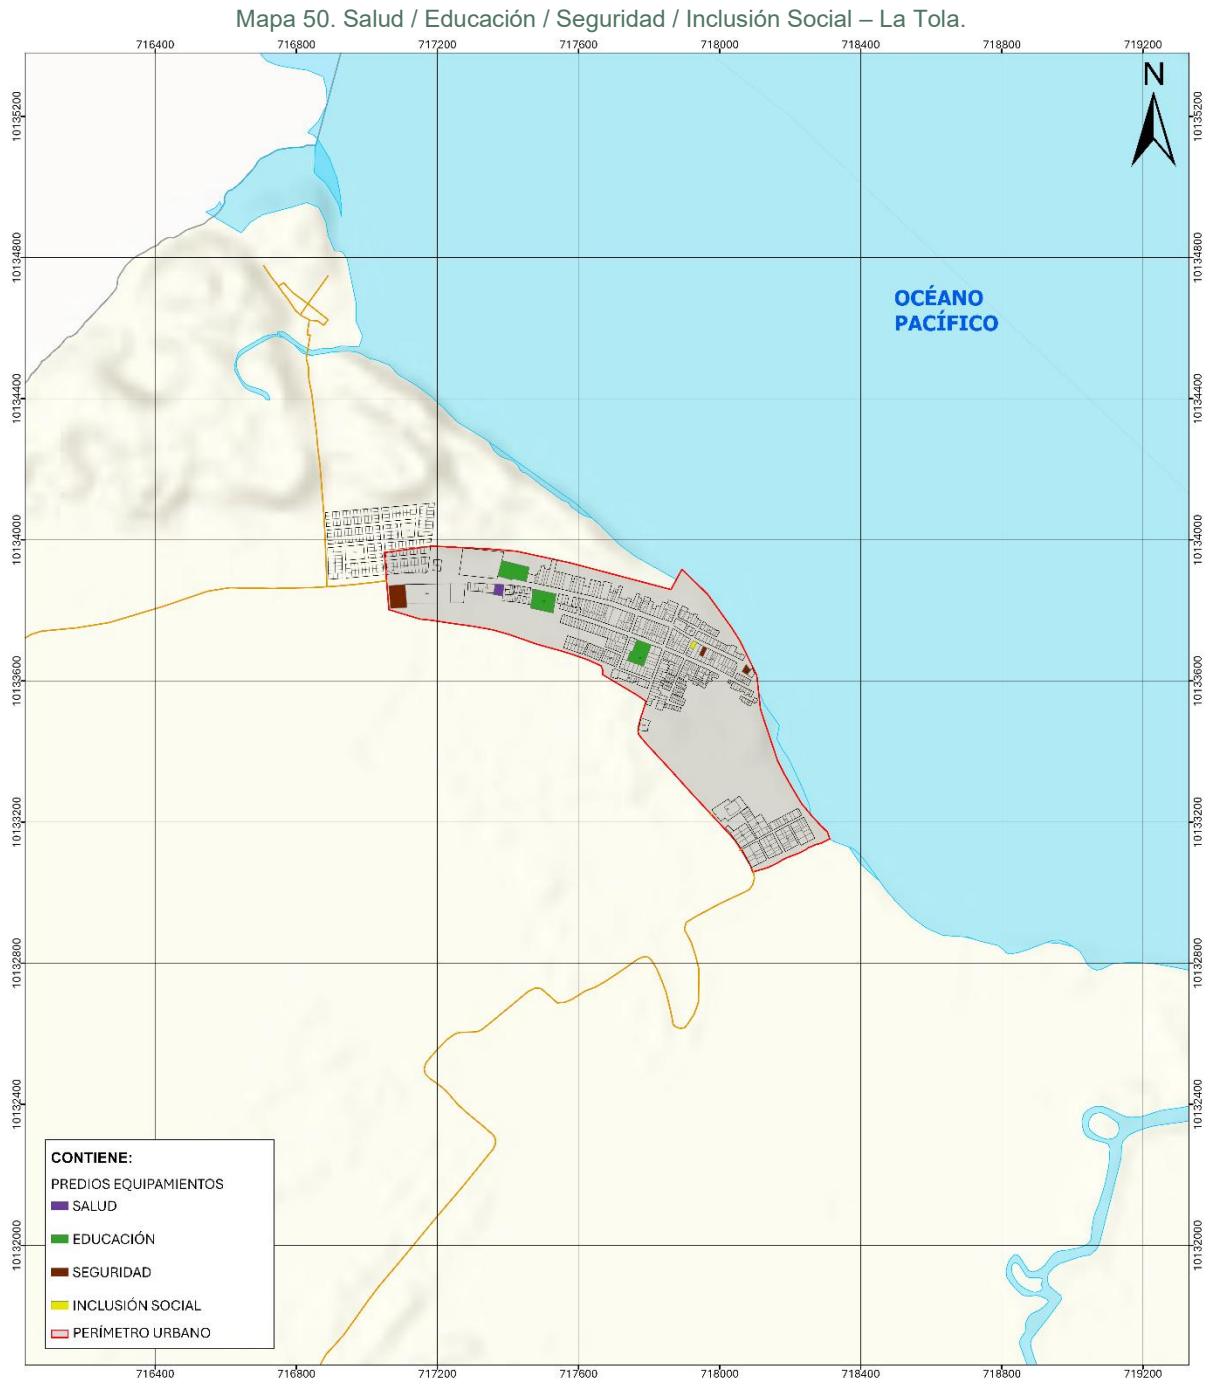 Mapa 50. Salud / Educación / Seguridad / Inclusión Social – La Tola.
716400 716800 717200 717600 718000 718400 718800 719200
N
10135200 10135200
10134800 10134800
OCÉANO
PACÍFICO
10134400 10134400
10134000 10134000
10133600 10133600
10133200 10133200
10132800 10132800
10132400 10132400
CONTIENE:
PREDIOS EQUIPAMIENTOS
SALUD
EDUCACIÓN
SEGURIDAD
INCLUSIÓN SOCIAL
PERÍMETRO URBANO
10132000 10132000
716400 716800 717200 717600 718000 718400 718800 719200